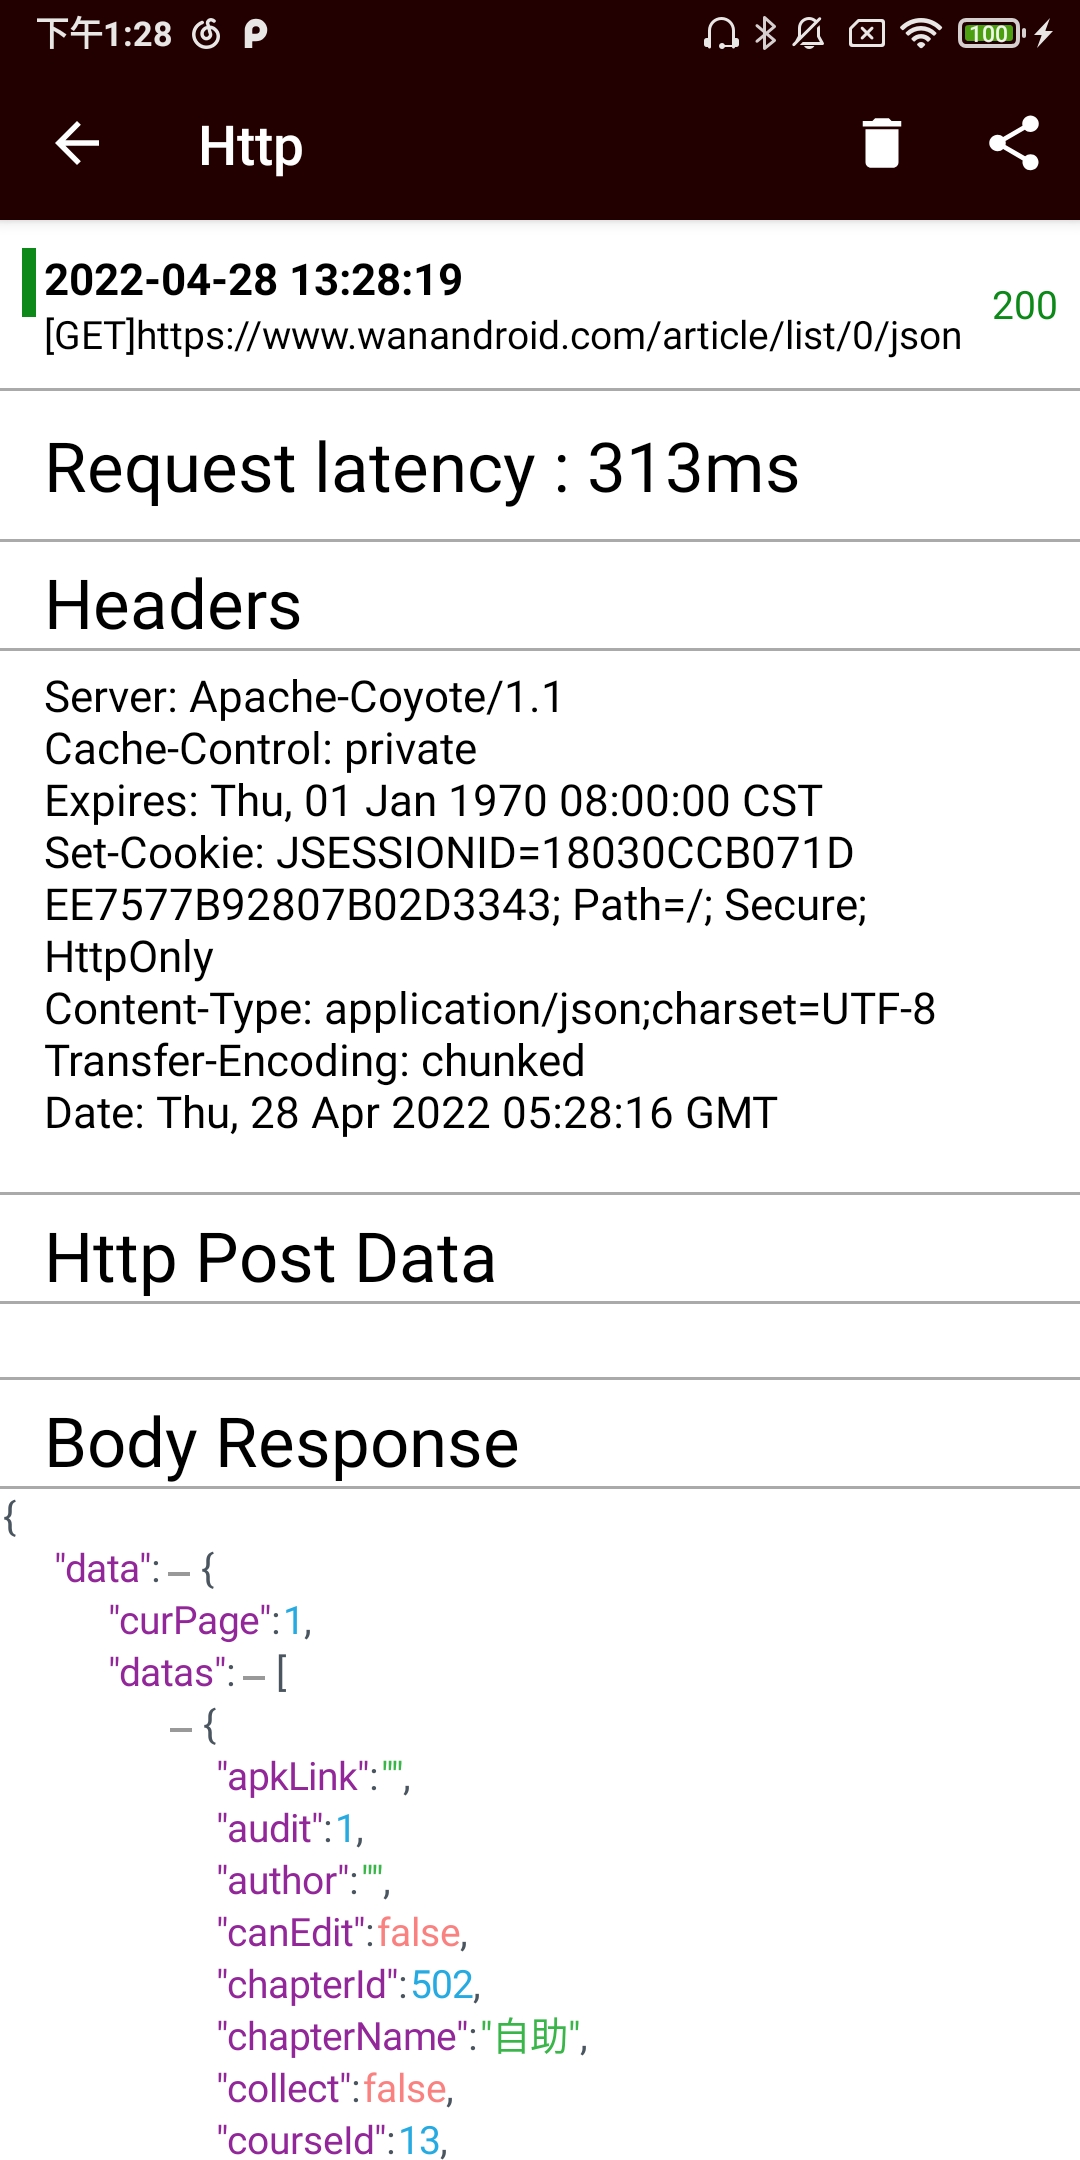 下午1:28
100
Http
2022-04-28 13:28:19
[GET]https://www.wanandroid.com/article/list/0/json
200
Request latency : 313ms
Headers
Server: Apache-Coyote/1.1
Cache-Control: private
Expires: Thu, 01 Jan 1970 08:00:00 CST
Set-Cookie: JSESSIONID=18030CCB071D
EE7577B92807B02D3343; Path=/; Secure;
HttpOnly
Content-Type: application/json;charset=UTF-8
Transfer-Encoding: chunked
Date: Thu, 28 Apr 2022 05:28:16 GMT
Http Post Data
Body Response
{
"data": – {
"curPage":1,
"datas": – [
– {
"apkLink":"",
"audit":1,
"author":"",
"canEdit":false,
"chapterId":502,
"chapterName":"自助",
"collect":false,
"courseId":13,